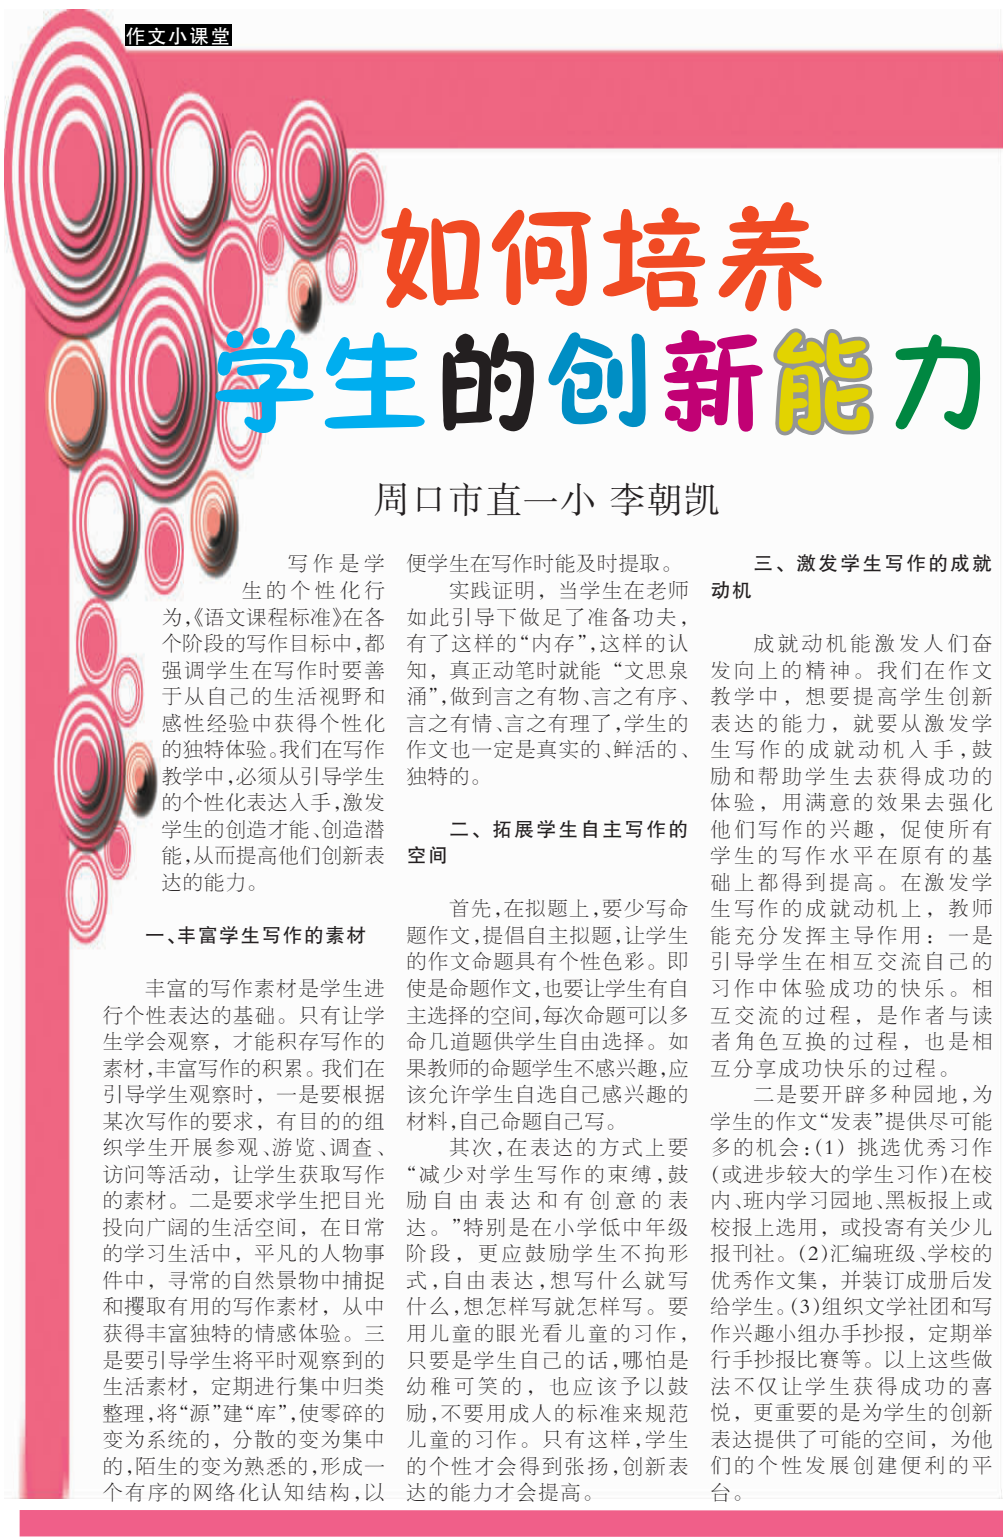 作文小课堂
如何培养
学生的创新能力
周口市直一小 李朝凯
写作是学
生的个性化行
为,《语文课程标准》在各
个阶段的写作目标中,都
强调学生在写作时要善
于从自己的生活视野和
感性经验中获得个性化
的独特体验。我们在写作
教学中,必须从引导学生
的个性化表达入手,激发
学生的创造才能、创造潜
能,从而提高他们创新表
达的能力。
一、丰富学生写作的素材
丰富的写作素材是学生进
行个性表达的基础。只有让学
生学会观察，才能积存写作的
素材,丰富写作的积累。我们在
引导学生观察时，一是要根据
某次写作的要求，有目的的组
织学生开展参观、游览、调查、
访问等活动，让学生获取写作
的素材。二是要求学生把目光
投向广阔的生活空间，在日常
的学习生活中，平凡的人物事
件中，寻常的自然景物中捕捉
和攫取有用的写作素材，从中
获得丰富独特的情感体验。三
是要引导学生将平时观察到的
生活素材，定期进行集中归类
整理,将“源”建“库”,使零碎的
变为系统的，分散的变为集中
的,陌生的变为熟悉的,形成一
个有序的网络化认知结构,以
便学生在写作时能及时提取。
实践证明，当学生在老师
如此引导下做足了准备功夫,
有了这样的“内存”,这样的认
知，真正动笔时就能“文思泉
涌”,做到言之有物、言之有序、
言之有情、言之有理了,学生的
作文也一定是真实的、鲜活的、
独特的。
二、拓展学生自主写作的
空间
首先,在拟题上,要少写命
题作文,提倡自主拟题,让学生
的作文命题具有个性色彩。即
使是命题作文,也要让学生有自
主选择的空间,每次命题可以多
命几道题供学生自由选择。如
果教师的命题学生不感兴趣,应
该允许学生自选自己感兴趣的
材料,自己命题自己写。
其次,在表达的方式上要
“减少对学生写作的束缚,鼓
励自由表达和有创意的表
达。”特别是在小学低中年级
阶段，更应鼓励学生不拘形
式,自由表达,想写什么就写
什么,想怎样写就怎样写。要
用儿童的眼光看儿童的习作,
只要是学生自己的话,哪怕是
幼稚可笑的，也应该予以鼓
励,不要用成人的标准来规范
儿童的习作。只有这样,学生
的个性才会得到张扬,创新表
达的能力才会提高。
三、激发学生写作的成就
动机
成就动机能激发人们奋
发向上的精神。我们在作文
教学中，想要提高学生创新
表达的能力，就要从激发学
生写作的成就动机入手,鼓
励和帮助学生去获得成功的
体验，用满意的效果去强化
他们写作的兴趣，促使所有
学生的写作水平在原有的基
础上都得到提高。在激发学
生写作的成就动机上，教师
能充分发挥主导作用：一是
引导学生在相互交流自己的
习作中体验成功的快乐。相
互交流的过程，是作者与读
者角色互换的过程，也是相
互分享成功快乐的过程。
二是要开辟多种园地,为
学生的作文“发表”提供尽可能
多的机会:(1)挑选优秀习作
(或进步较大的学生习作)在校
内、班内学习园地、黑板报上或
校报上选用，或投寄有关少儿
报刊社。(2)汇编班级、学校的
优秀作文集，并装订成册后发
给学生。(3)组织文学社团和写
作兴趣小组办手抄报，定期举
行手抄报比赛等。以上这些做
法不仅让学生获得成功的喜
悦，更重要的是为学生的创新
表达提供了可能的空间，为他
们的个性发展创建便利的平
台。